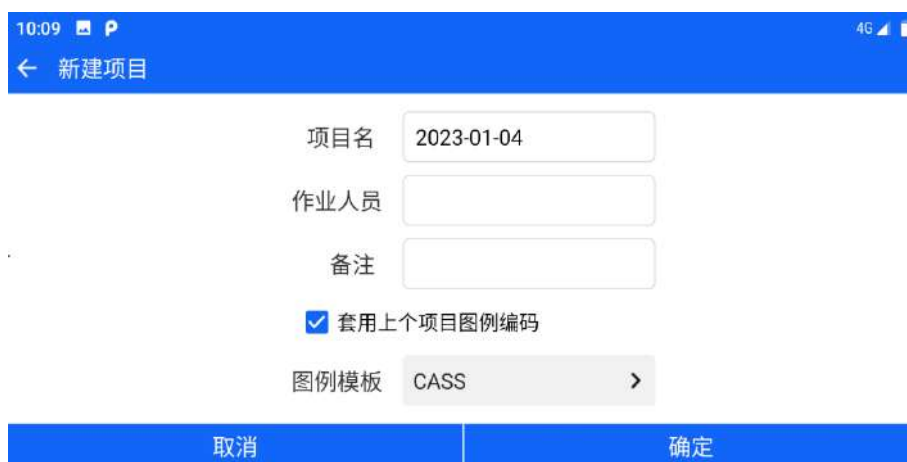 10:09 P 4G
新建项目
项目名 2023-01-04
作业人员
备注
套用上个项目图例编码
图例模板 CASS
取消 确定